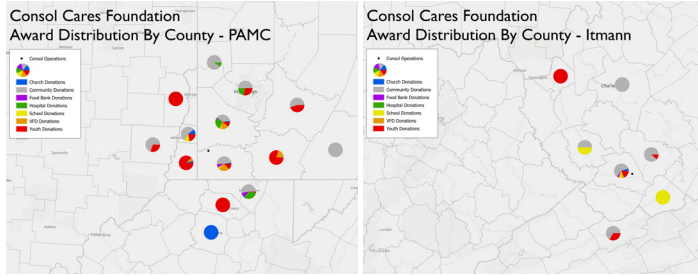 Consol Cares Foundation
Award Distribution By County - PAMC
Consol Operations
Church Donations
Community Donations
Food Bank Donations
Hospital Donations
School Donations
VFD Donations
Youth Donations
Consol Cares Foundation
Award Distribution By County - Itmann
Consol Operations
Church Donations
Community Donations
Food Bank Donations
Hospital Donations
School Donations
VFD Donations
Youth Donations